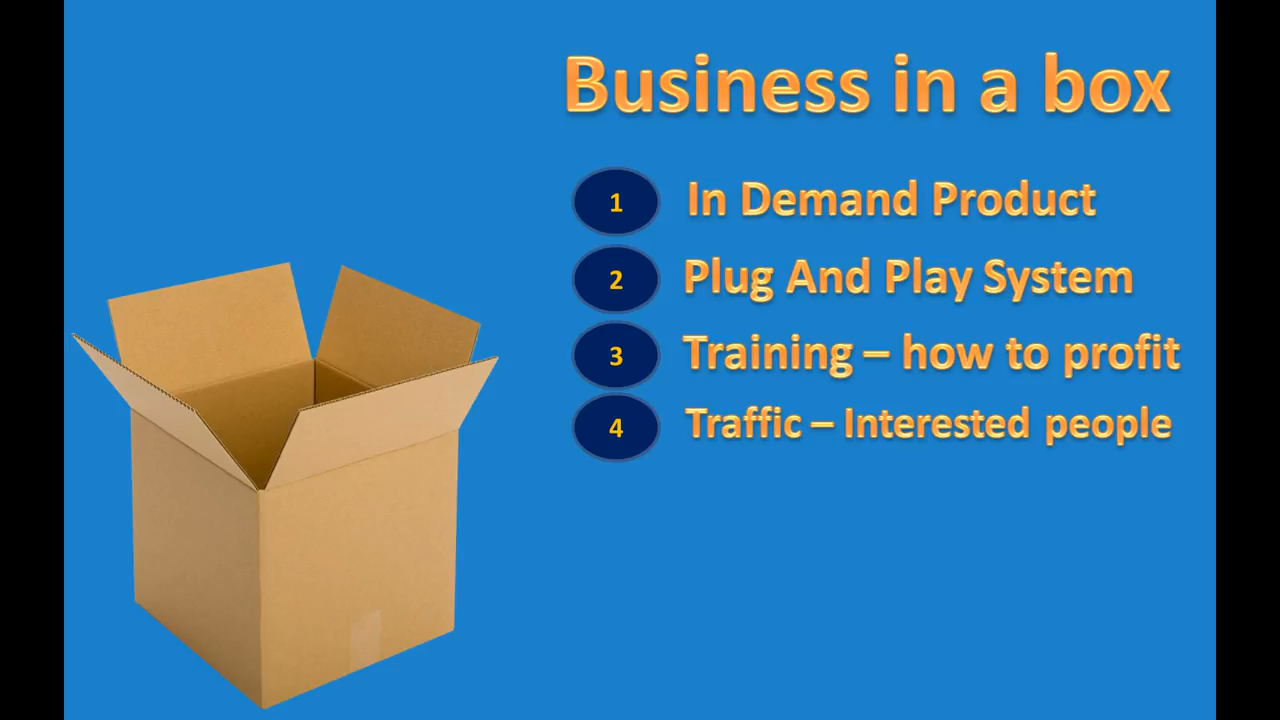 Business in a box
1 In Demand Product
2 Plug And Play System
3 Training – how to profit
4 Traffic – Interested people